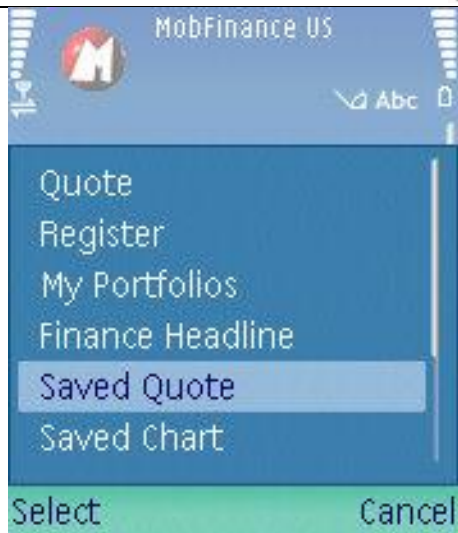 MobFinance US
Abc
Quote
Register
My Portfolios
Finance Headline
Saved Quote
Saved Chart
Select Cancel